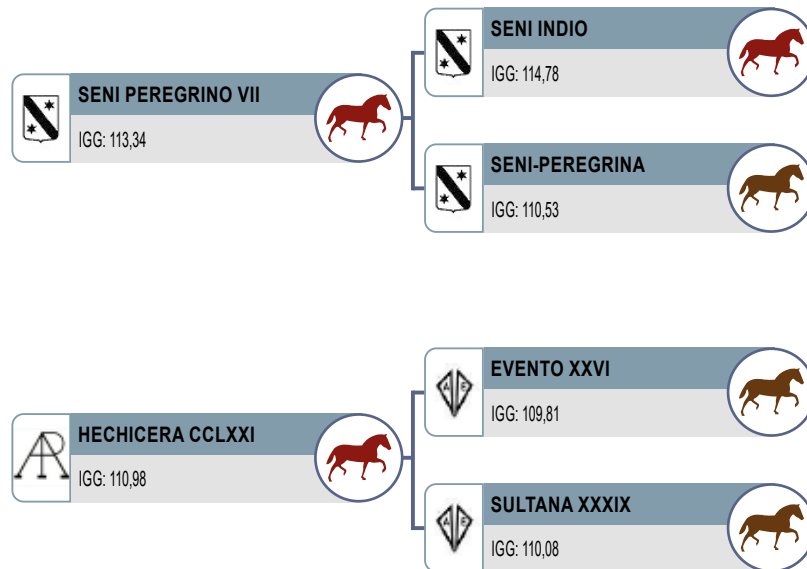 SENI INDIO
IGG: 114,78
SENI PEREGRINO VII
IGG: 113,34
SENI-PEREGRINA
IGG: 110,53
EVENTO XXVI
IGG: 109,81
HECHICERA CCLXXI
IGG: 110,98
SULTANA XXXIX
IGG: 110,08